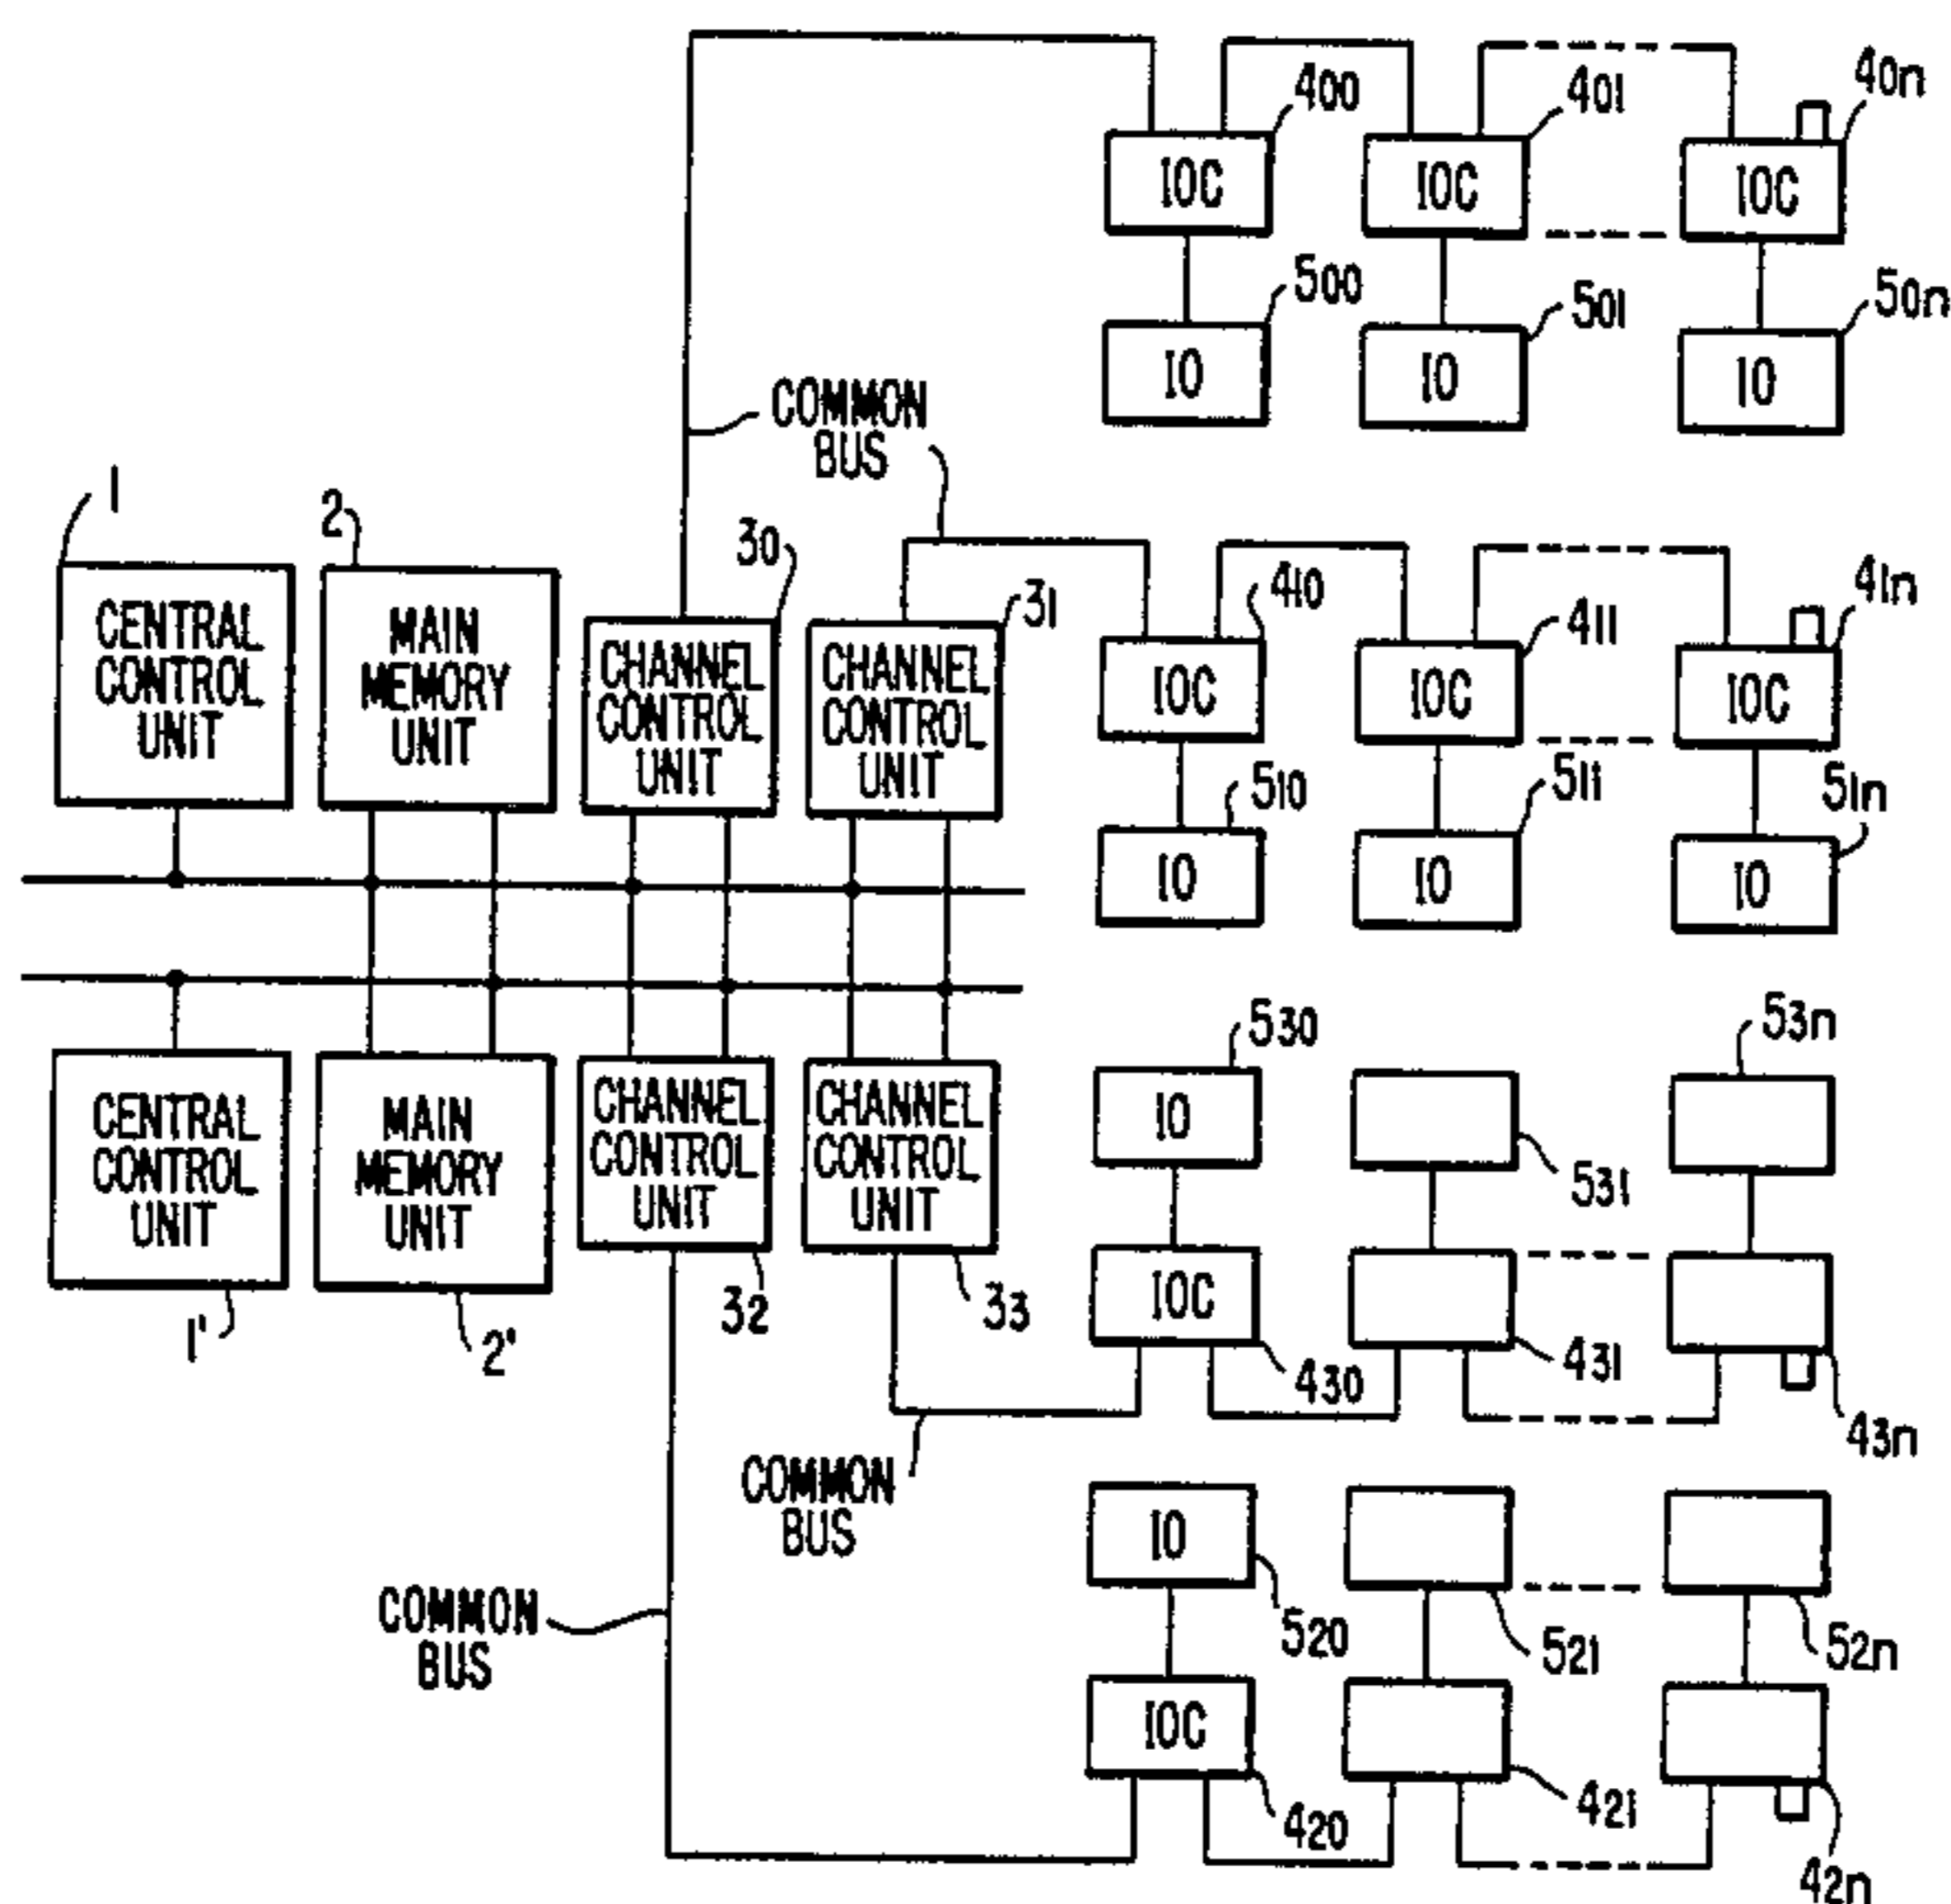 400
401
40n
IOC
IOC
IOC
500
501
50n
IO
IO
IO
COMMON
BUS
1
2
30
31
410
411
41n
CENTRAL
CONTROL
UNIT
MAIN
MEMORY
UNIT
CHANNEL
CONTROL
UNIT
CHANNEL
CONTROL
UNIT
IOC
IOC
IOC
510
511
51n
IO
IO
IO
530
53n
CENTRAL
CONTROL
UNIT
MAIN
MEMORY
UNIT
CHANNEL
CONTROL
UNIT
CHANNEL
CONTROL
UNIT
IO
531
1'
2'
32
33
IOC
430
431
43n
COMMON
BUS
IO
COMMON
BUS
520
521
52n
IOC
420
421
42n